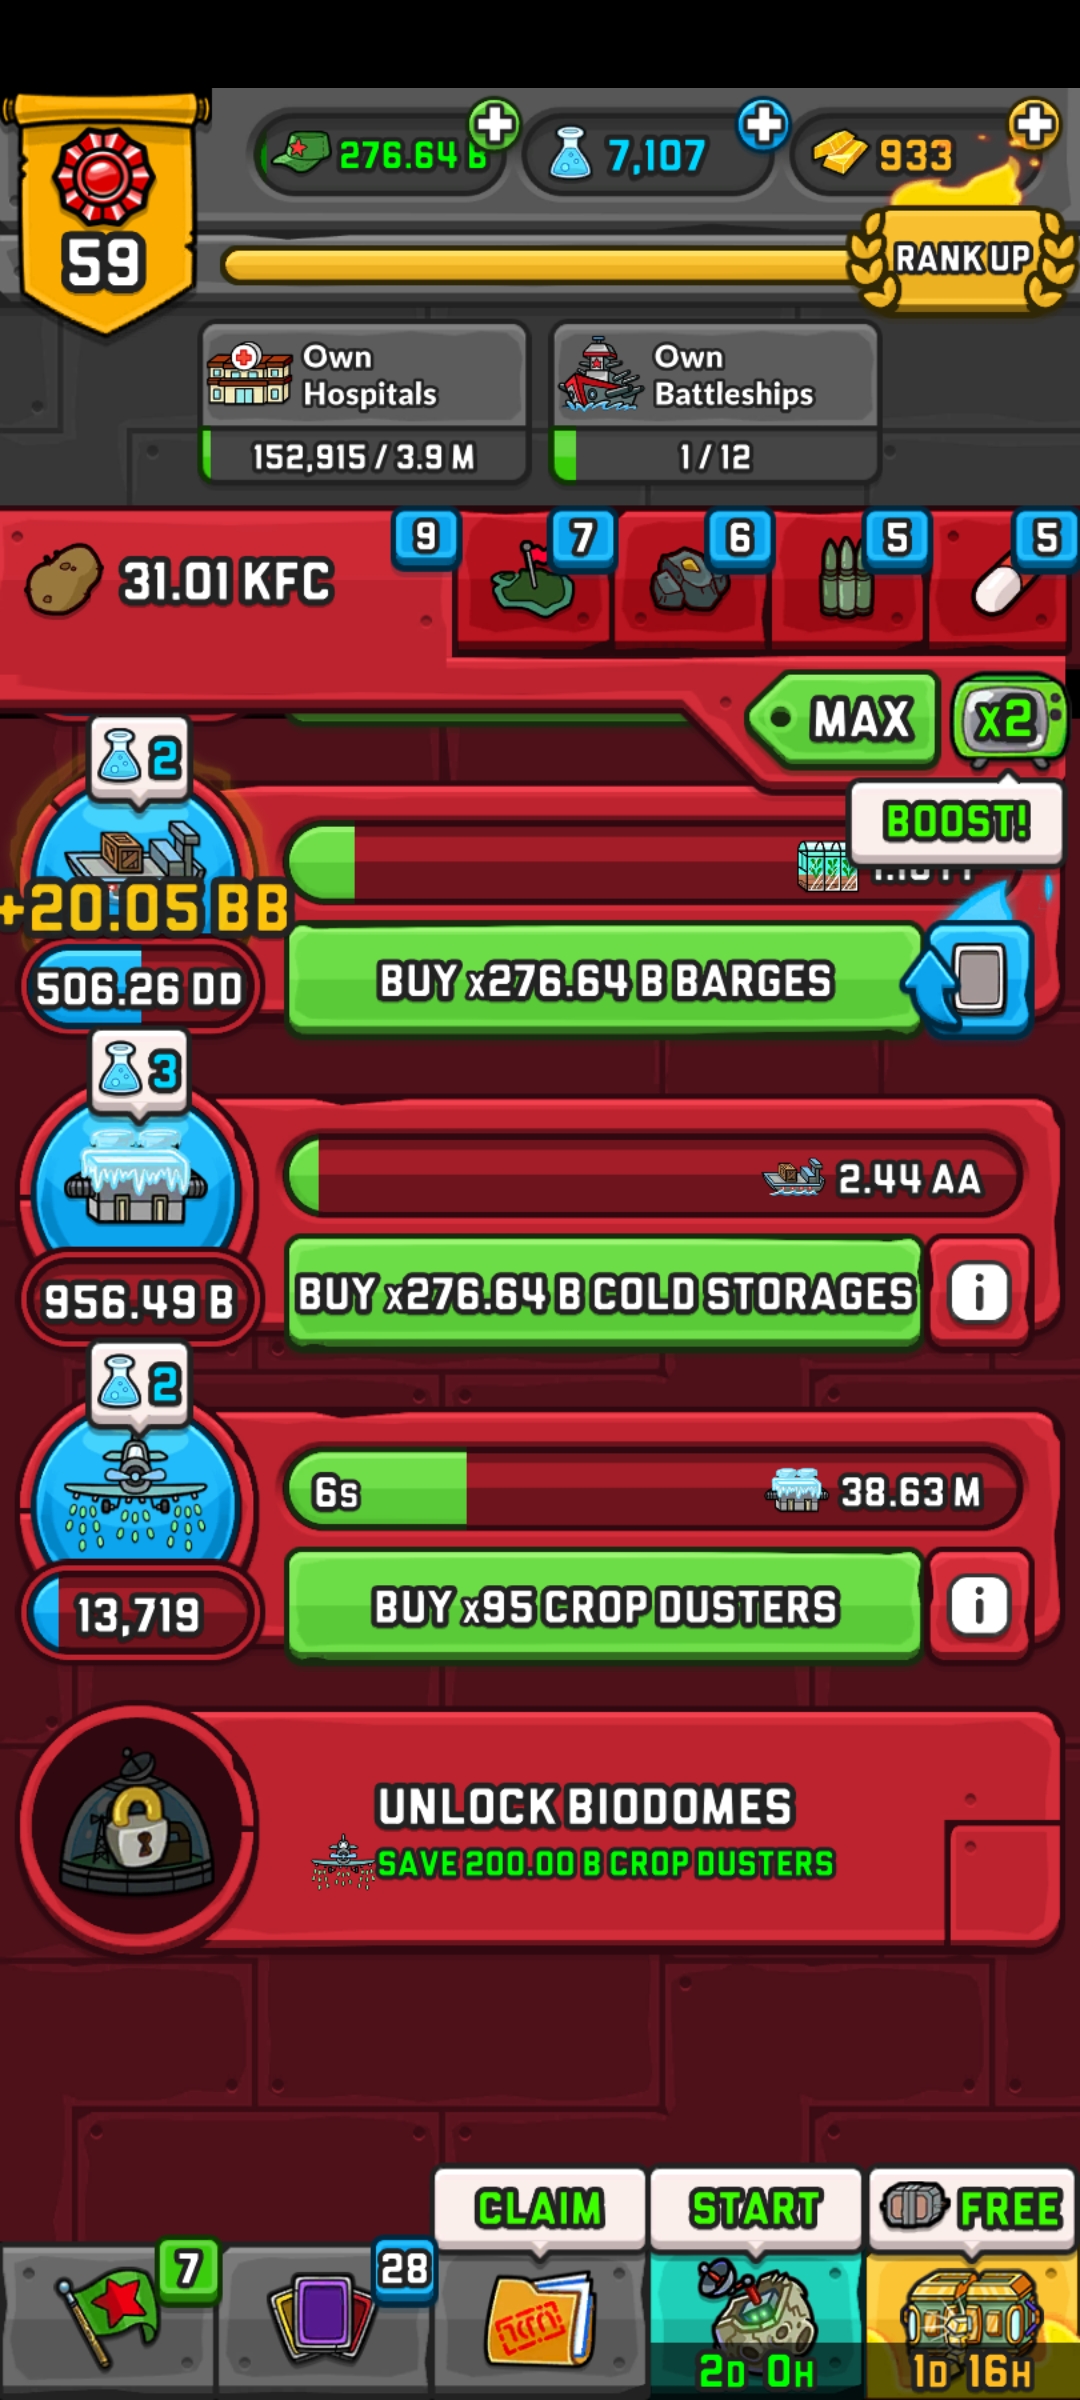 276.64 B
7,107
933
59
RANK UP
Own
Hospitals
152,915 / 3.9 M
Own
Battleships
1 / 12
31.01 KFC
9
7
6
5
5
MAX
x2
BOOST!
2
+20.05 BB
506.26 DD
BUY x276.64 B BARGES
3
2.44 AA
956.49 B
BUY x276.64 B COLD STORAGES
i
2
6s
38.63 M
13,719
BUY x95 CROP DUSTERS
i
UNLOCK BIODOMES
SAVE 200.00 B CROP DUSTERS
CLAIM
START
FREE
7
28
2D 0H
1D 16H